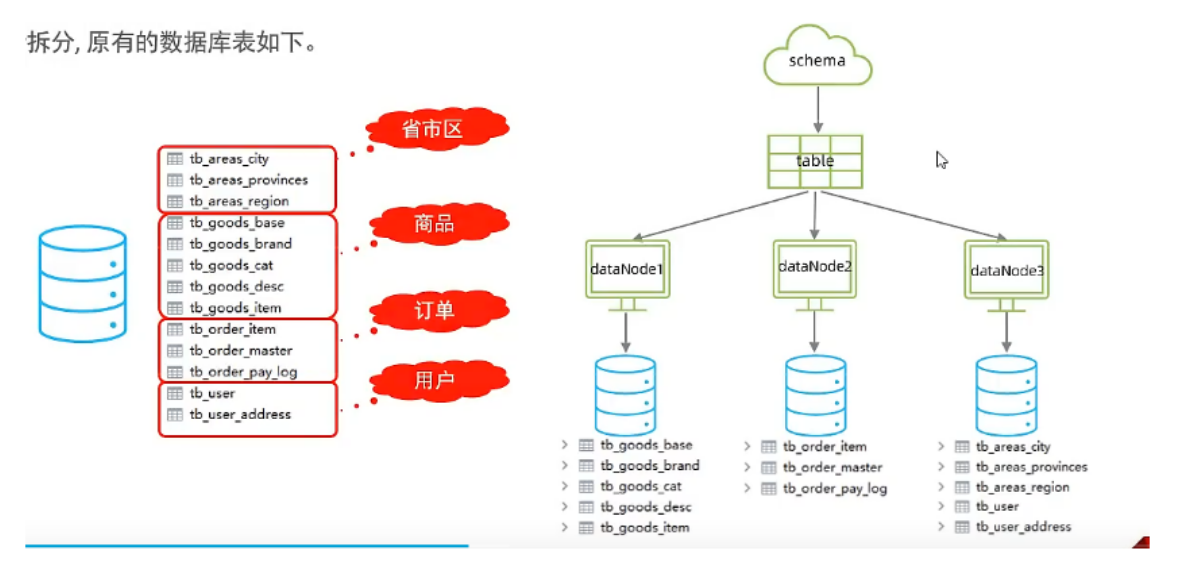 拆分, 原有的数据库表如下。
省市区
tb_areas_city
tb_areas_provinces
tb_areas_region
商品
tb_goods_base
tb_goods_brand
tb_goods_cat
tb_goods_desc
tb_goods_item
订单
tb_order_item
tb_order_master
tb_order_pay_log
用户
tb_user
tb_user_address
schema
table
dataNode1
dataNode2
dataNode3
tb_goods_base
tb_goods_brand
tb_goods_cat
tb_goods_desc
tb_goods_item
tb_order_item
tb_order_master
tb_order_pay_log
tb_areas_city
tb_areas_provinces
tb_areas_region
tb_user
tb_user_address